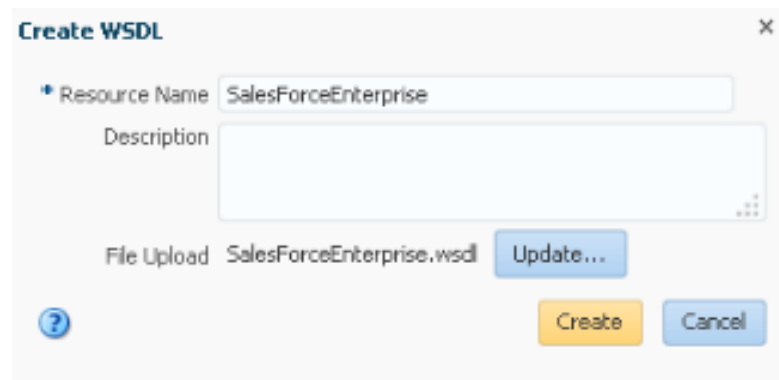 Create WSDL
* Resource Name SalesForceEnterprise
Description
File Upload SalesForceEnterprise.wsdl Update...
? Create Cancel